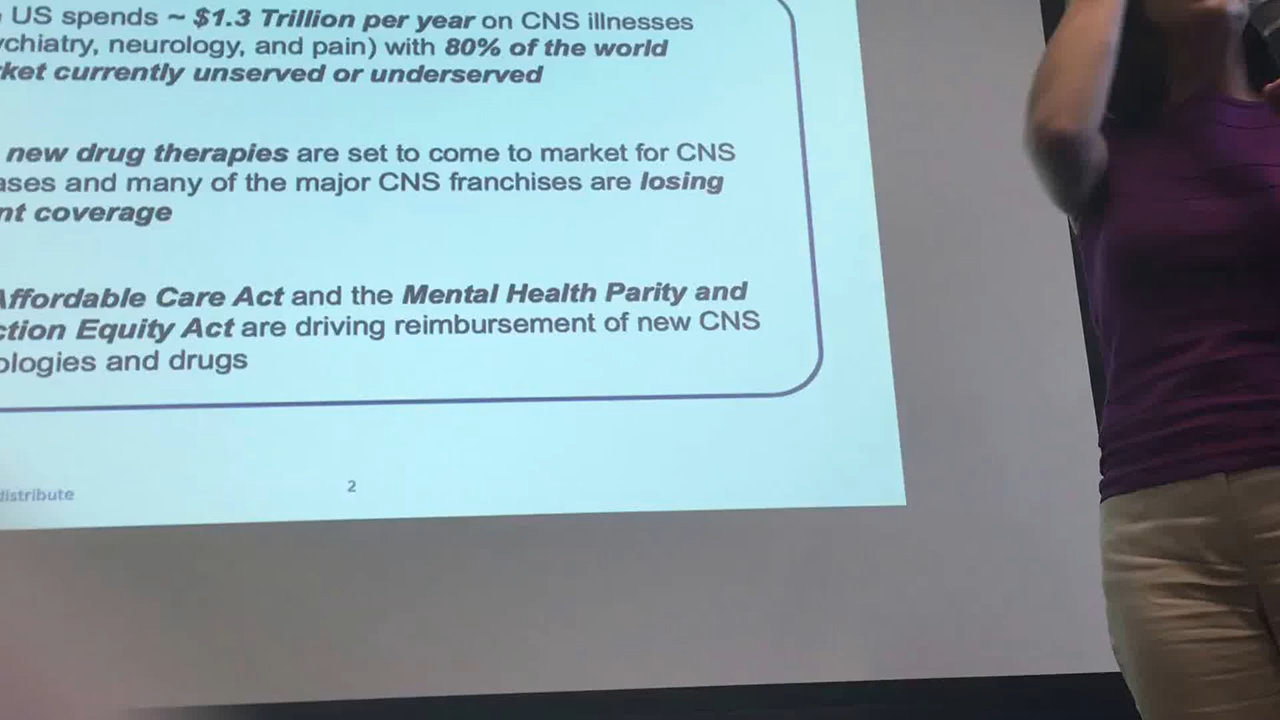 US spends ~ $1.3 Trillion per year on CNS illnesses
ychiatry, neurology, and pain) with 80% of the world
ket currently unserved or underserved
new drug therapies are set to come to market for CNS
ases and many of the major CNS franchises are losing
nt coverage
Affordable Care Act and the Mental Health Parity and
ction Equity Act are driving reimbursement of new CNS
ologies and drugs
distribute
2